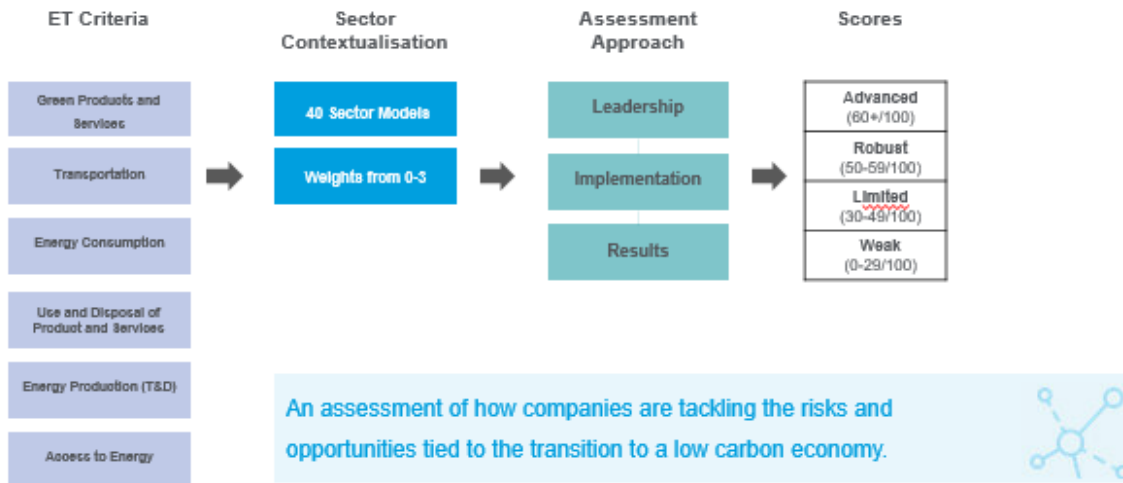 ET Criteria
Sector
Contextualisation
Assessment
Approach
Scores
Green Products and
Services
Transportation
Energy Consumption
Use and Disposal of
Product and Services
Energy Production (T&D)
Access to Energy
40 Sector Models
Weights from 0-3
Leadership
Implementation
Results
Advanced
(60+/100)
Robust
(50-59/100)
Limited
(30-49/100)
Weak
(0-29/100)
An assessment of how companies are tackling the risks and
opportunities tied to the transition to a low carbon economy.